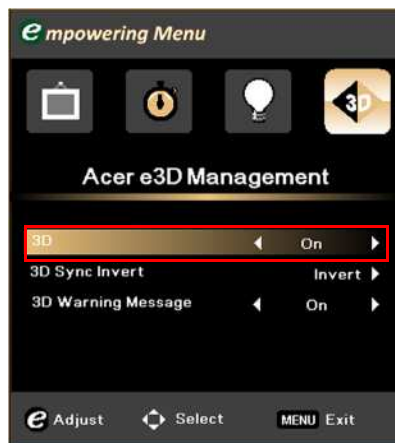 e mpowering Menu
3D
Acer e3D Management
3D On
3D Sync Invert Invert
3D Warning Message On
e Adjust Select MENU Exit